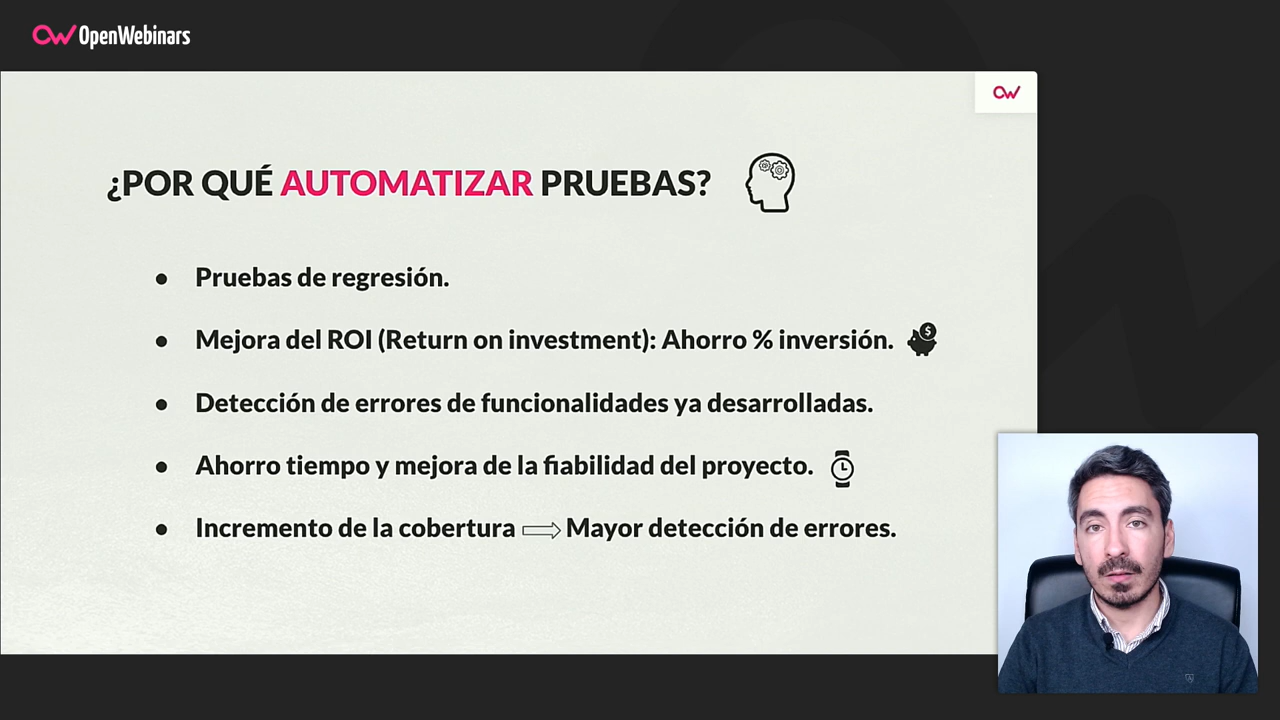 OpenWebinars
¿POR QUÉ AUTOMATIZAR PRUEBAS?
● Pruebas de regresión.
● Mejora del ROI (Return on investment): Ahorro % inversión.
● Detección de errores de funcionalidades ya desarrolladas.
● Ahorro tiempo y mejora de la fiabilidad del proyecto.
● Incremento de la cobertura ⇨ Mayor detección de errores.